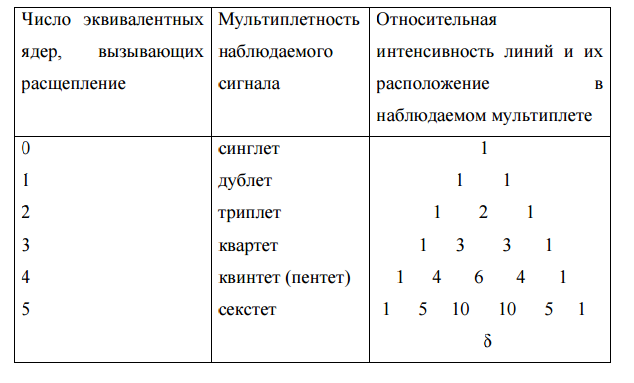 Число эквивалентных ядер, вызывающих расщепление
Мультиплетность наблюдаемого сигнала
Относительная интенсивность линий и их расположение в наблюдаемом мультиплете
0 синглет 1
1 дублет 1 1
2 триплет 1 2 1
3 квартет 1 3 3 1
4 квинтет (пентет) 1 4 6 4 1
5 секстет 1 5 10 10 5 1
δ